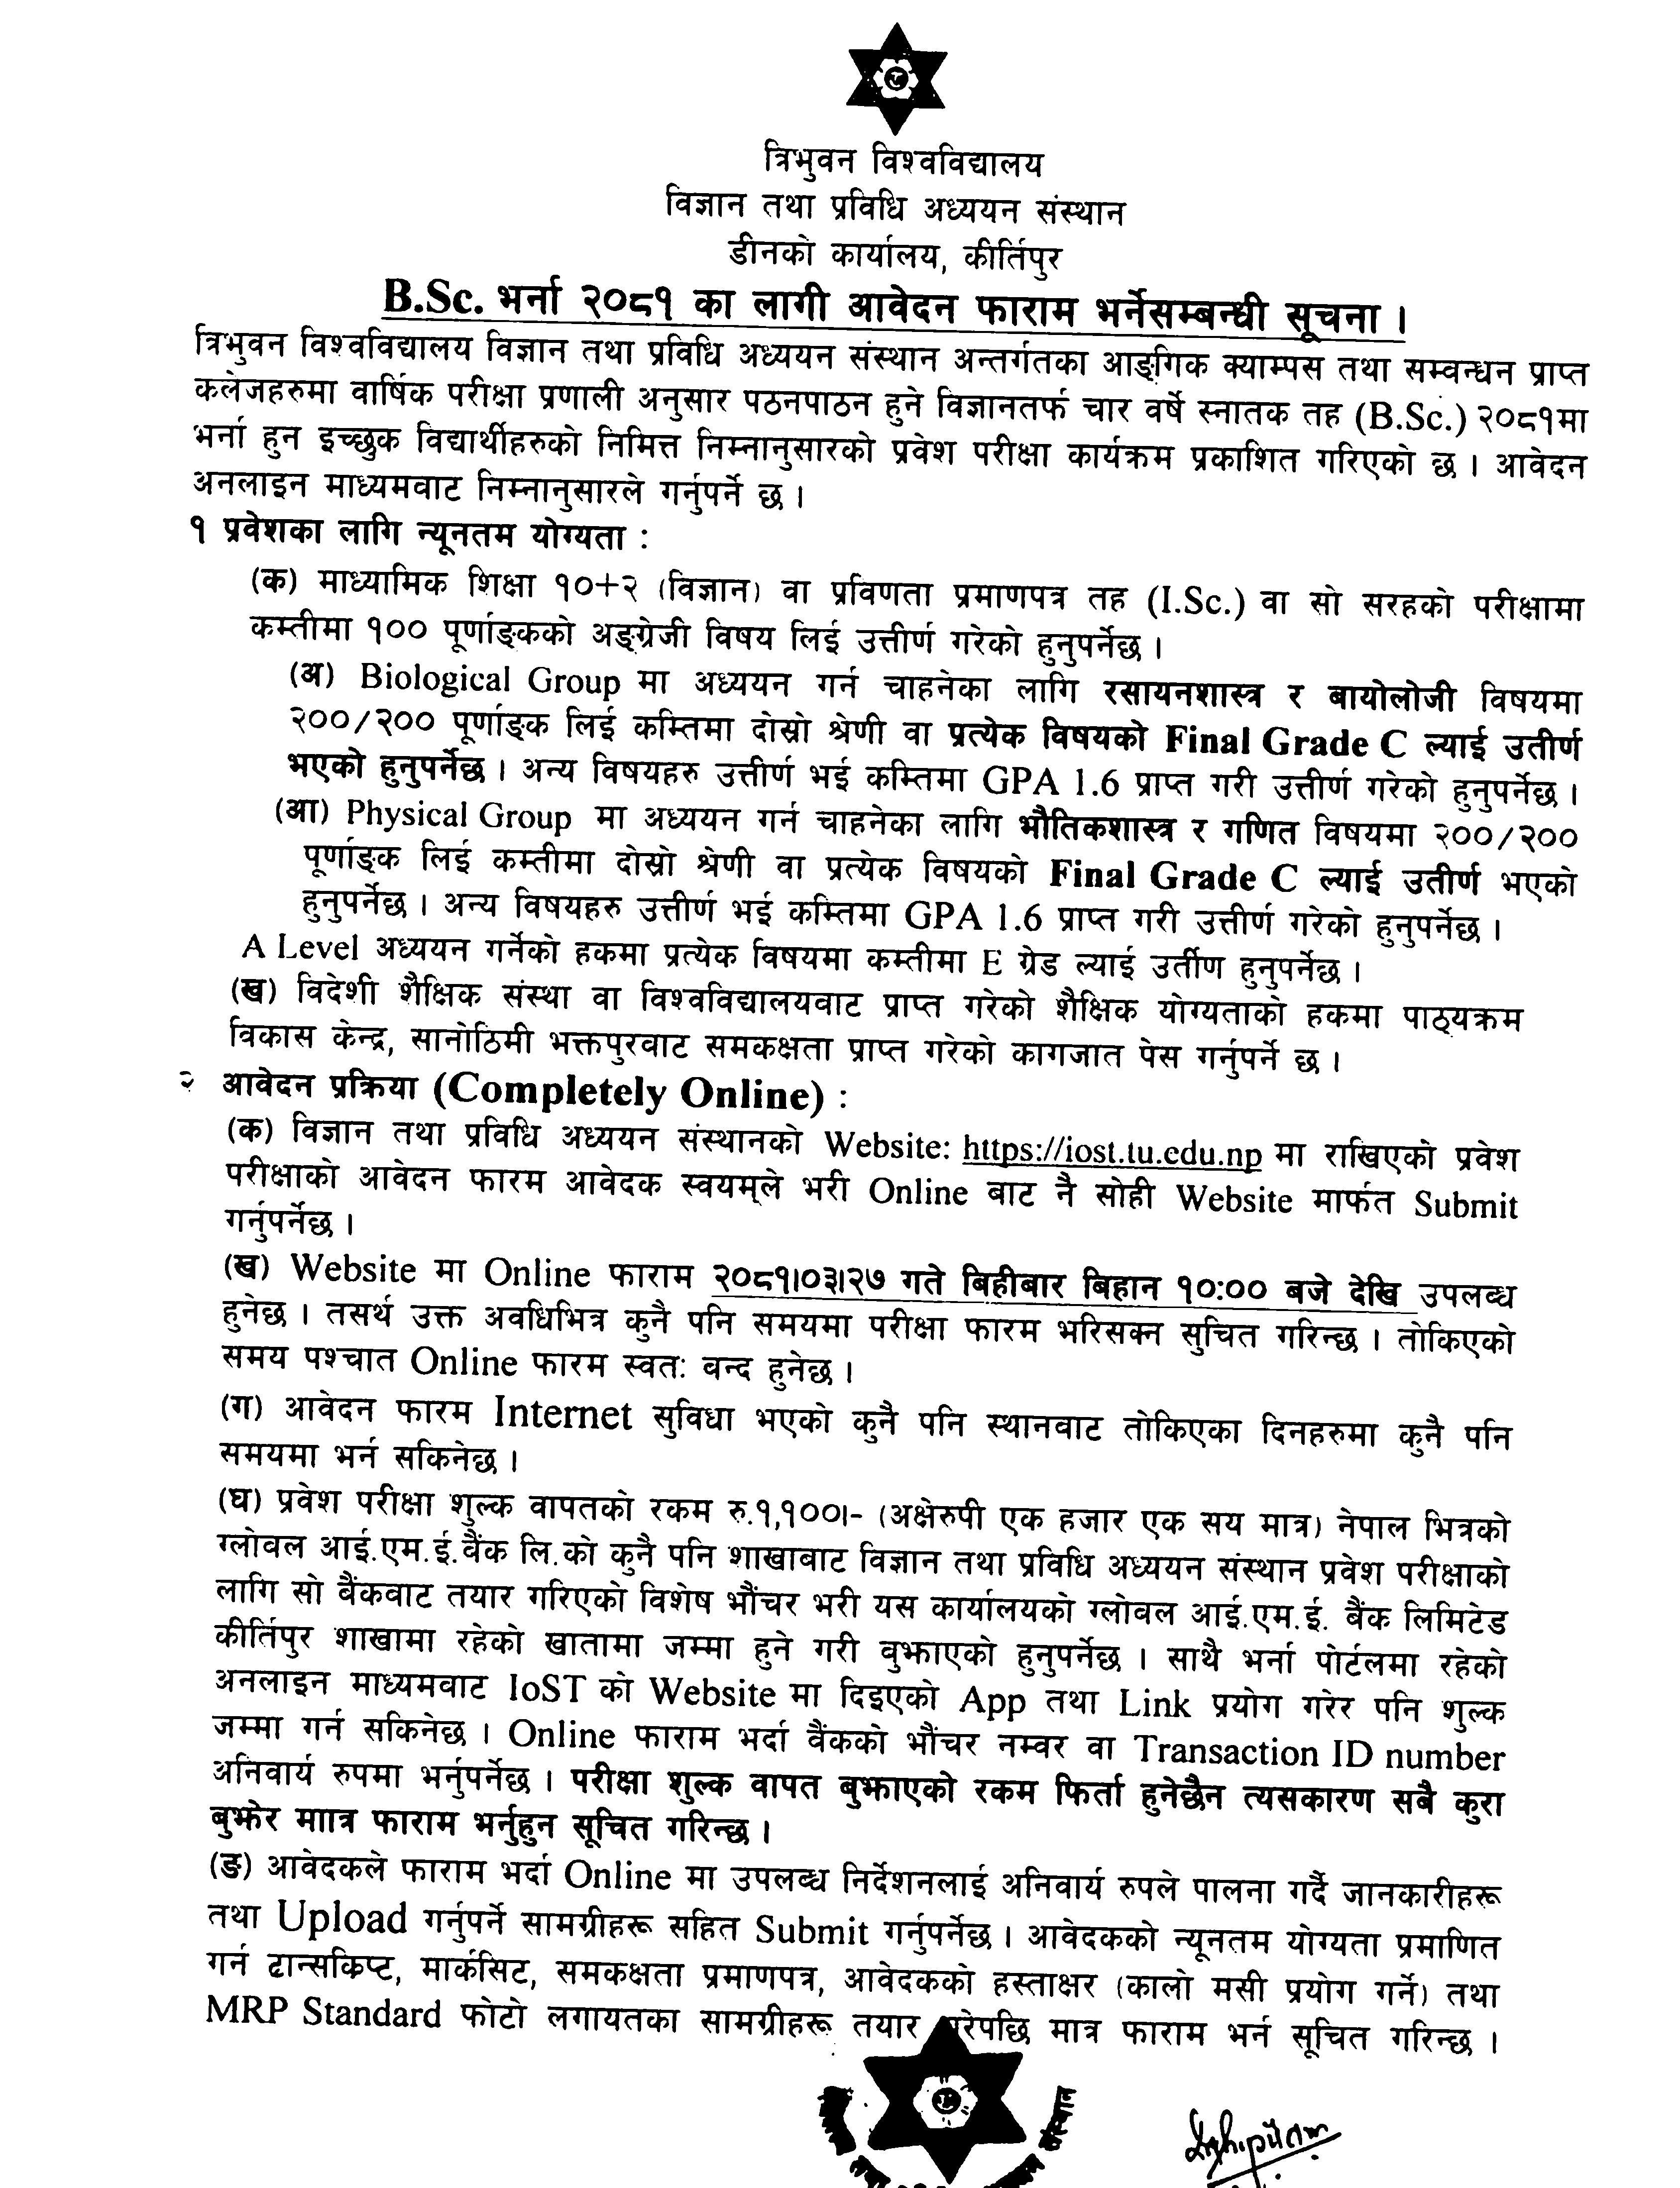 त्रिभुवन विश्वविद्यालय
विज्ञान तथा प्रविधि अध्ययन संस्थान
डीनको कार्यालय, कीर्तिपुर
B.Sc. भर्ना २०८१ का लागी आवेदन फाराम भर्नेसम्बन्धी सूचना ।
त्रिभुवन विश्वविद्यालय विज्ञान तथा प्रविधि अध्ययन संस्थान अन्तर्गतका आङ्गिक क्याम्पस तथा सम्वन्धन प्राप्त
कलेजहरुमा वार्षिक परीक्षा प्रणाली अनुसार पठनपाठन हुने विज्ञानतर्फ चार वर्षे स्नातक तह (B.Sc.) २०८१मा
भर्ना हुन इच्छुक विद्यार्थीहरुको निमित्त निम्नानुसारको प्रवेश परीक्षा कार्यक्रम प्रकाशित गरिएको छ । आवेदन
अनलाइन माध्यमवाट निम्नानुसारले गर्नुपर्ने छ ।
१ प्रवेशका लागि न्यूनतम योग्यता :
(क) माध्यामिक शिक्षा १०+२ (विज्ञान) वा प्रविणता प्रमाणपत्र तह (I.Sc.) वा सो सरहको परीक्षामा
कम्तीमा १०० पूर्णाङ्कको अङ्ग्रेजी विषय लिई उत्तीर्ण गरेको हुनुपर्नेछ ।
(अ) Biological Group मा अध्ययन गर्न चाहनेका लागि रसायनशास्त्र र बायोलोजी विषयमा
२००/२०० पूर्णाङ्क लिई कम्तिमा दोस्रो श्रेणी वा प्रत्येक विषयको Final Grade C ल्याई उतीर्ण
भएको हुनुपर्नेछ । अन्य विषयहरु उत्तीर्ण भई कम्तिमा GPA 1.6 प्राप्त गरी उत्तीर्ण गरेको हुनुपर्नेछ ।
(आ) Physical Group मा अध्ययन गर्न चाहनेका लागि भौतिकशास्त्र र गणित विषयमा २००/२००
पूर्णाङ्क लिई कम्तीमा दोस्रो श्रेणी वा प्रत्येक विषयको Final Grade C ल्याई उतीर्ण भएको
हुनुपर्नेछ । अन्य विषयहरु उत्तीर्ण भई कम्तिमा GPA 1.6 प्राप्त गरी उत्तीर्ण गरेको हुनुपर्नेछ ।
A Level अध्ययन गर्नेको हकमा प्रत्येक विषयमा कम्तीमा E ग्रेड ल्याई उर्तीण हुनुपर्नेछ ।
(ख) विदेशी शैक्षिक संस्था वा विश्वविद्यालयवाट प्राप्त गरेको शैक्षिक योग्यताको हकमा पाठ्यक्रम
विकास केन्द्र, सानोठिमी भक्तपुरवाट समकक्षता प्राप्त गरेको कागजात पेस गर्नुपर्ने छ ।
२ आवेदन प्रक्रिया (Completely Online) :
(क) विज्ञान तथा प्रविधि अध्ययन संस्थानको Website: https://iost.tu.edu.np मा राखिएको प्रवेश
परीक्षाको आवेदन फारम आवेदक स्वयम्ले भरी Online बाट नै सोही Website मार्फत Submit
गर्नुपर्नेछ ।
(ख) Website मा Online फाराम २०८१।०३।२७ गते बिहीबार बिहान १०:०० बजे देखि उपलब्ध
हुनेछ । तसर्थ उक्त अवधिभित्र कुनै पनि समयमा परीक्षा फारम भरिसक्न सुचित गरिन्छ । तोकिएको
समय पश्चात Online फारम स्वत: वन्द हुनेछ ।
(ग) आवेदन फारम Internet सुविधा भएको कुनै पनि स्थानवाट तोकिएका दिनहरुमा कुनै पनि
समयमा भर्न सकिनेछ ।
(घ) प्रवेश परीक्षा शुल्क वापतको रकम रु.१,१००।- (अक्षेरुपी एक हजार एक सय मात्र) नेपाल भित्रको
ग्लोवल आई.एम.ई.वैंक लि.को कुनै पनि शाखाबाट विज्ञान तथा प्रविधि अध्ययन संस्थान प्रवेश परीक्षाको
लागि सो बैंकवाट तयार गरिएको विशेष भौंचर भरी यस कार्यालयको ग्लोवल आई.एम.ई. बैंक लिमिटेड
कीर्तिपुर शाखामा रहेको खातामा जम्मा हुने गरी वुझाएको हुनुपर्नेछ । साथै भर्ना पोर्टलमा रहेको
अनलाइन माध्यमवाट IoST को Website मा दिइएको App तथा Link प्रयोग गरेर पनि शुल्क
जम्मा गर्न सकिनेछ । Online फाराम भर्दा वैंकको भौंचर नम्वर वा Transaction ID number
अनिवार्य रुपमा भर्नुपर्नेछ । परीक्षा शुल्क वापत बुझाएको रकम फिर्ता हुनेछैन त्यसकारण सबै कुरा
बुझेर माात्र फाराम भर्नुहुन सूचित गरिन्छ ।
(ङ) आवेदकले फाराम भर्दा Online मा उपलब्ध निर्देशनलाई अनिवार्य रुपले पालना गर्दै जानकारीहरू
तथा Upload गर्नुपर्ने सामग्रीहरू सहित Submit गर्नुपर्नेछ । आवेदकको न्यूनतम योग्यता प्रमाणित
गर्न ट्रान्सक्रिप्ट, मार्कसिट, समकक्षता प्रमाणपत्र, आवेदकको हस्ताक्षर (कालो मसी प्रयोग गर्ने) तथा
MRP Standard फोटो लगायतका सामग्रीहरू तयार गरेपछि मात्र फाराम भर्न सूचित गरिन्छ ।